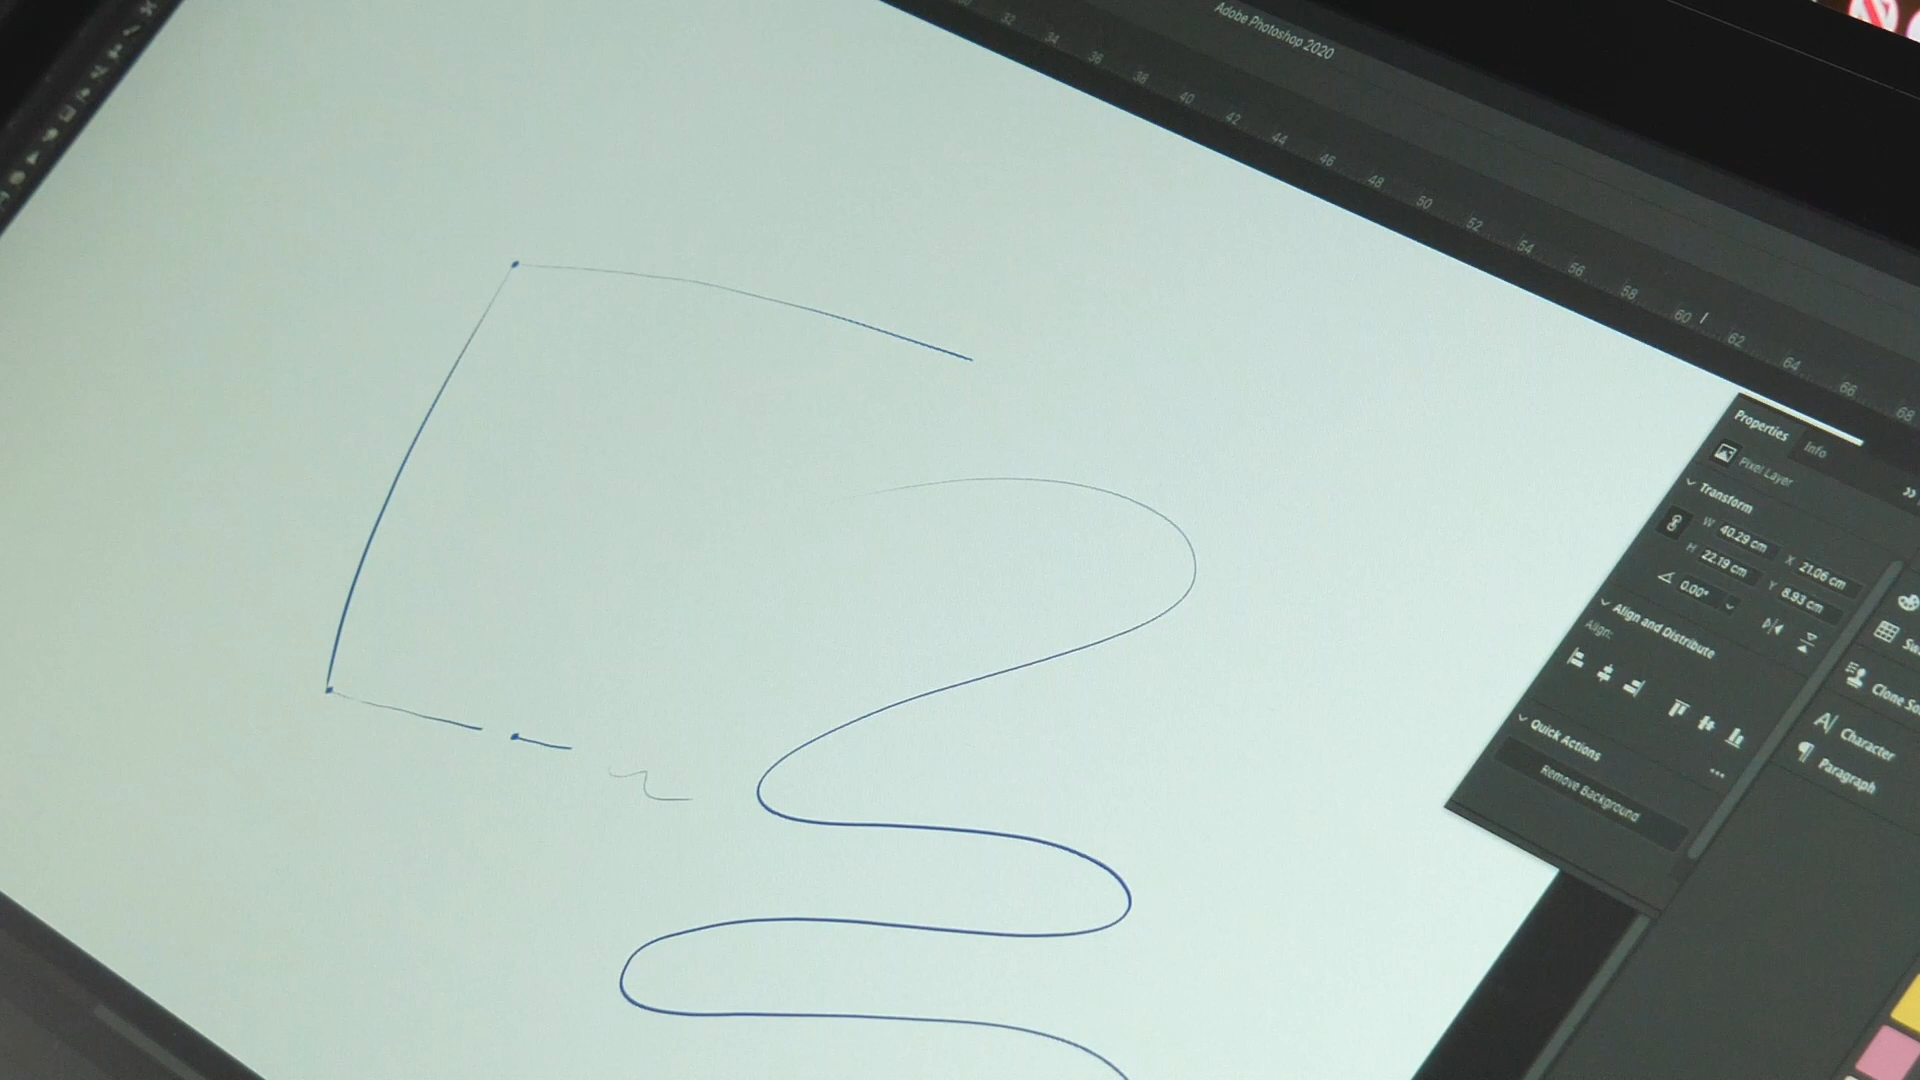 Adobe Photoshop 2020
32 34 36 38 40 42 44 46 48 50 52 54 56 58 60 62 64 66 68
Properties Info
Pixel Layer
Transform
W 40.29 cm X 21.06 cm
H 22.19 cm Y 8.93 cm
0.00°
Align and Distribute
Align:
Quick Actions
Remove Background
Clone
Character
Paragraph